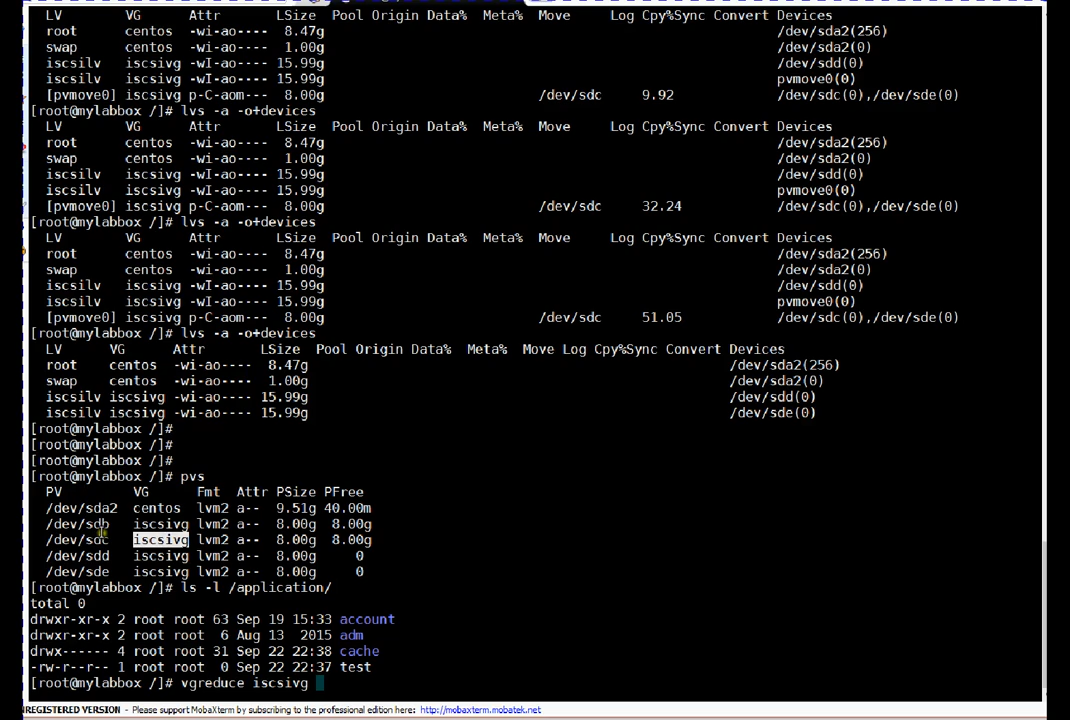 LV VG Attr LSize Pool Origin Data% Meta% Move Log Cpy%Sync Convert Devices
root centos -wi-ao---- 8.47g /dev/sda2(256)
swap centos -wi-ao---- 1.00g /dev/sda2(0)
iscsilv iscsivg -wI-ao---- 15.99g /dev/sdd(0)
iscsilv iscsivg -wI-ao---- 15.99g pvmove0(0)
[pvmove0] iscsivg p-C-aom--- 8.00g /dev/sdc 9.92 /dev/sdc(0),/dev/sde(0)
[root@mylabbox /]# lvs -a -o+devices
LV VG Attr LSize Pool Origin Data% Meta% Move Log Cpy%Sync Convert Devices
root centos -wi-ao---- 8.47g /dev/sda2(256)
swap centos -wi-ao---- 1.00g /dev/sda2(0)
iscsilv iscsivg -wI-ao---- 15.99g /dev/sdd(0)
iscsilv iscsivg -wI-ao---- 15.99g pvmove0(0)
[pvmove0] iscsivg p-C-aom--- 8.00g /dev/sdc 32.24 /dev/sdc(0),/dev/sde(0)
[root@mylabbox /]# lvs -a -o+devices
LV VG Attr LSize Pool Origin Data% Meta% Move Log Cpy%Sync Convert Devices
root centos -wi-ao---- 8.47g /dev/sda2(256)
swap centos -wi-ao---- 1.00g /dev/sda2(0)
iscsilv iscsivg -wI-ao---- 15.99g /dev/sdd(0)
iscsilv iscsivg -wI-ao---- 15.99g pvmove0(0)
[pvmove0] iscsivg p-C-aom--- 8.00g /dev/sdc 51.05 /dev/sdc(0),/dev/sde(0)
[root@mylabbox /]# lvs -a -o+devices
LV VG Attr LSize Pool Origin Data% Meta% Move Log Cpy%Sync Convert Devices
root centos -wi-ao---- 8.47g /dev/sda2(256)
swap centos -wi-ao---- 1.00g /dev/sda2(0)
iscsilv iscsivg -wi-ao---- 15.99g /dev/sdd(0)
iscsilv iscsivg -wi-ao---- 15.99g /dev/sde(0)
[root@mylabbox /]#
[root@mylabbox /]#
[root@mylabbox /]#
[root@mylabbox /]# pvs
PV VG Fmt Attr PSize PFree
/dev/sda2 centos lvm2 a-- 9.51g 40.00m
/dev/sdb iscsivg lvm2 a-- 8.00g 8.00g
/dev/sdc iscsivg lvm2 a-- 8.00g 8.00g
/dev/sdd iscsivg lvm2 a-- 8.00g 0
/dev/sde iscsivg lvm2 a-- 8.00g 0
[root@mylabbox /]# ls -l /application/
total 0
drwxr-xr-x 2 root root 63 Sep 19 15:33 account
drwxr-xr-x 2 root root 6 Aug 13 2015 adm
drwx------ 4 root root 31 Sep 22 22:38 cache
-rw-r--r-- 1 root root 0 Sep 22 22:37 test
[root@mylabbox /]# vgreduce iscsivg
NREGISTERED VERSION - Please support MobaXterm by subscribing to the professional edition here: http://mobaxterm.mobatek.net